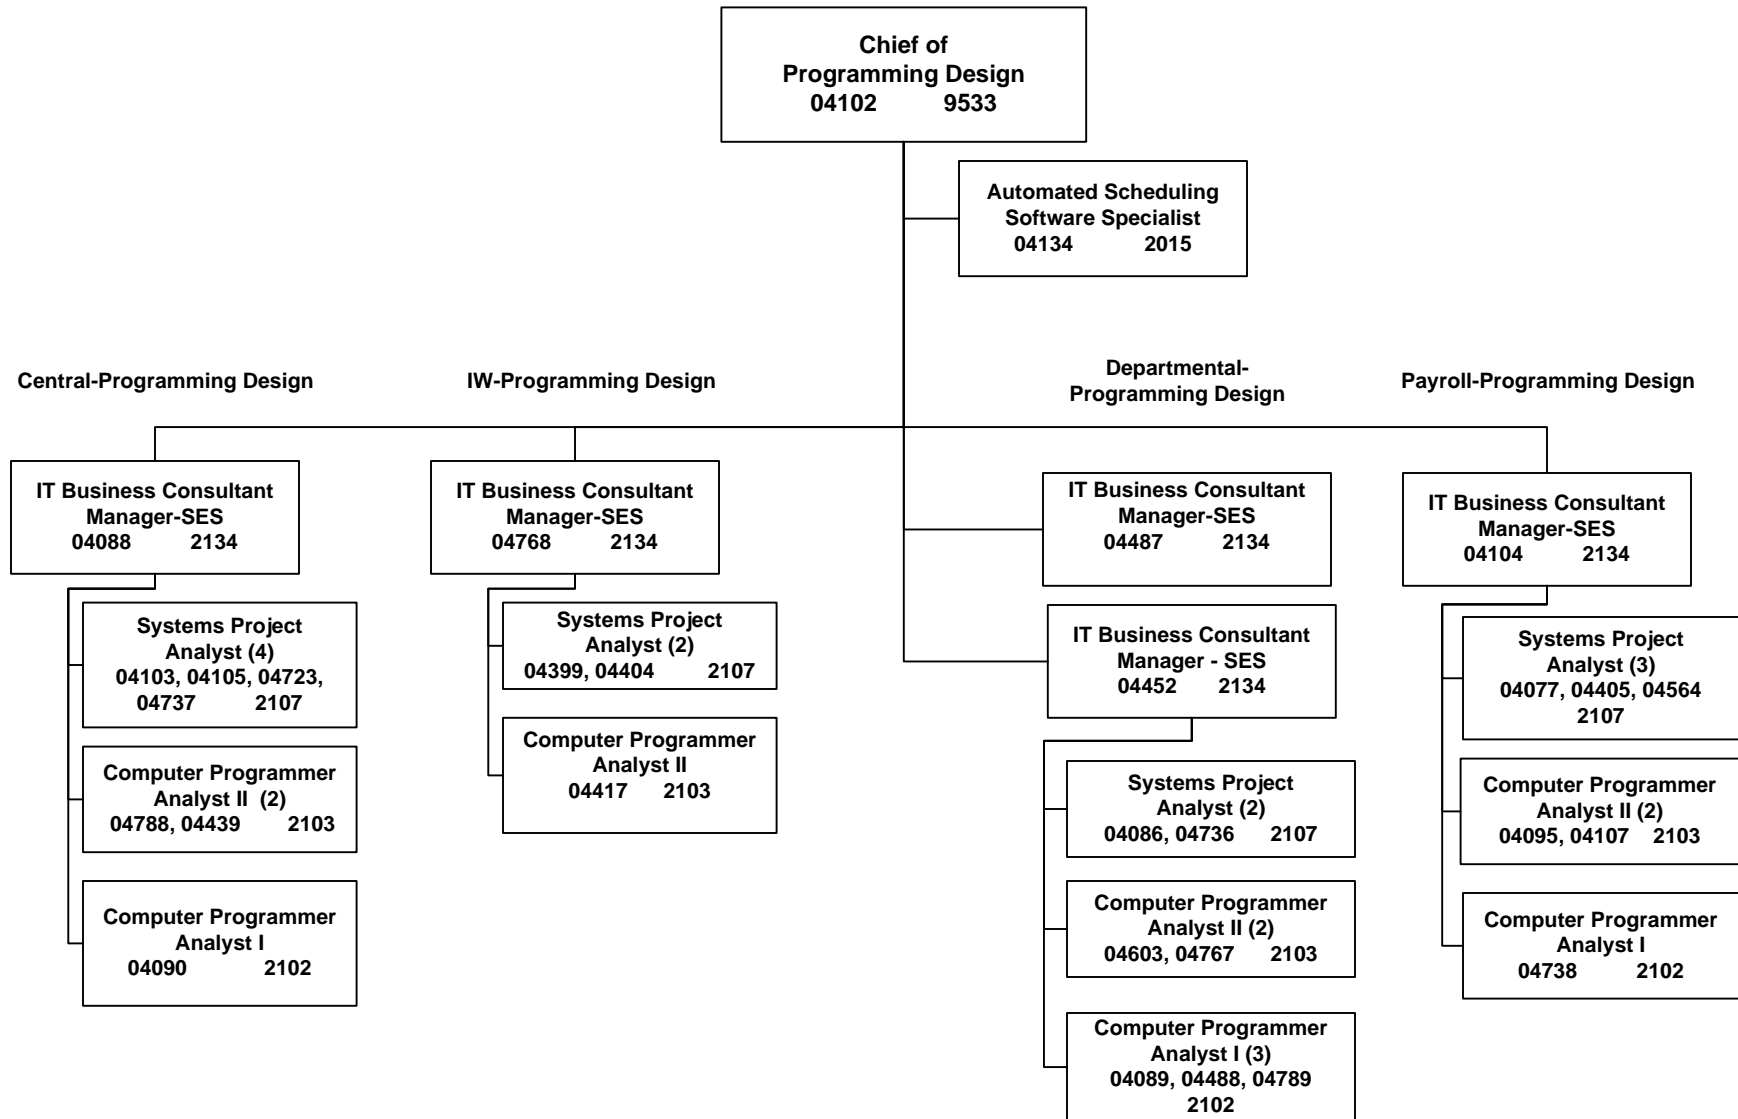 Chief of
Programming Design
04102 9533
Automated Scheduling
Software Specialist
04134 2015
Central-Programming Design
IW-Programming Design
Departmental-
Programming Design
Payroll-Programming Design
IT Business Consultant
Manager-SES
04088 2134
Systems Project
Analyst (4)
04103, 04105, 04723,
04737 2107
Computer Programmer
Analyst II (2)
04788, 04439 2103
Computer Programmer
Analyst I
04090 2102
IT Business Consultant
Manager-SES
04768 2134
Systems Project
Analyst (2)
04399, 04404 2107
Computer Programmer
Analyst II
04417 2103
IT Business Consultant
Manager-SES
04487 2134
IT Business Consultant
Manager - SES
04452 2134
Systems Project
Analyst (2)
04086, 04736 2107
Computer Programmer
Analyst II (2)
04603, 04767 2103
Computer Programmer
Analyst I (3)
04089, 04488, 04789
2102
IT Business Consultant
Manager-SES
04104 2134
Systems Project
Analyst (3)
04077, 04405, 04564
2107
Computer Programmer
Analyst II (2)
04095, 04107 2103
Computer Programmer
Analyst I
04738 2102